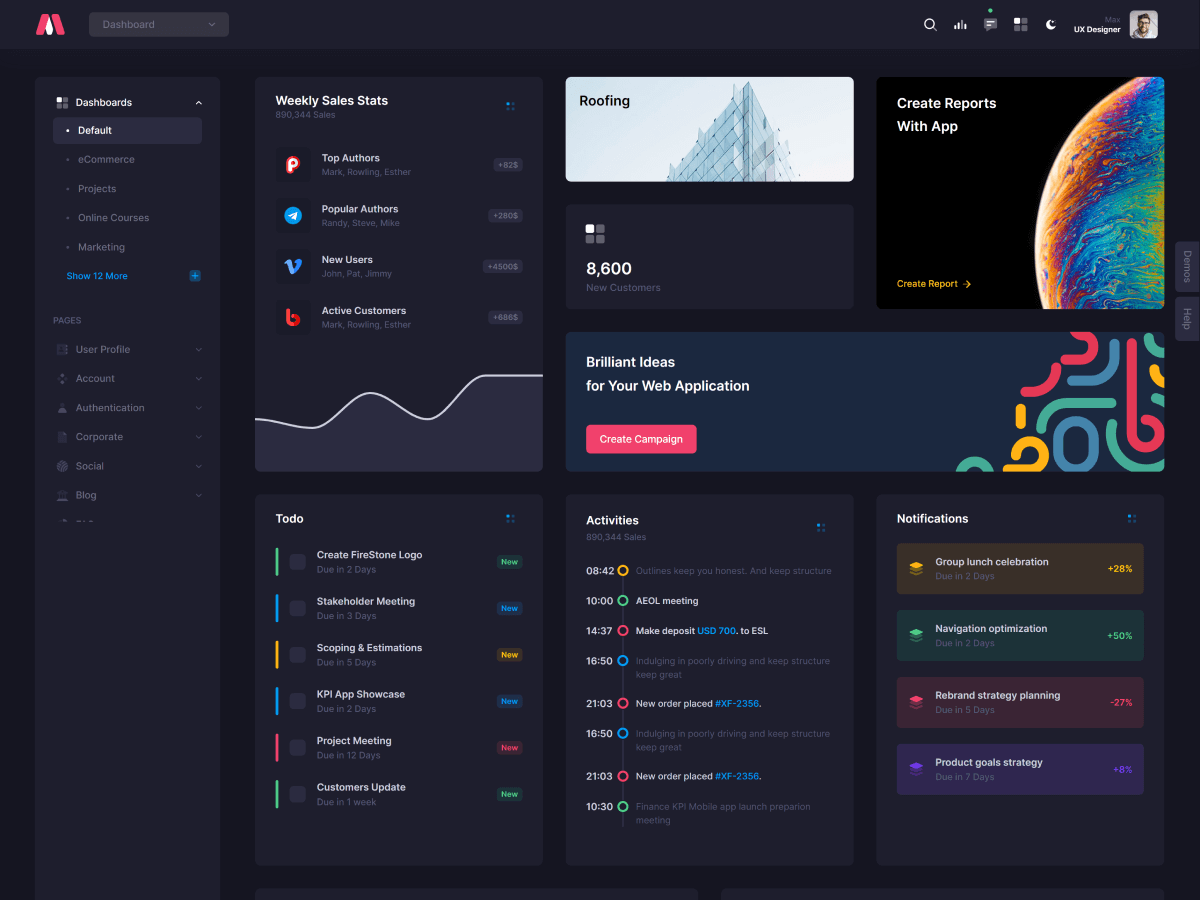 Dashboard
Max
UX Designer
Dashboards
Default
eCommerce
Projects
Online Courses
Marketing
Show 12 More
PAGES
User Profile
Account
Authentication
Corporate
Social
Blog
Weekly Sales Stats
890,344 Sales
Top Authors
Mark, Rowling, Esther
+82$
Popular Authors
Randy, Steve, Mike
+280$
New Users
John, Pat, Jimmy
+4500$
Active Customers
Mark, Rowling, Esther
+686$
Roofing
8,600
New Customers
Create Reports
With App
Create Report
Demos
Help
Brilliant Ideas
for Your Web Application
Create Campaign
Todo
Create FireStone Logo
Due in 2 Days
New
Stakeholder Meeting
Due in 3 Days
New
Scoping & Estimations
Due in 5 Days
New
KPI App Showcase
Due in 2 Days
New
Project Meeting
Due in 12 Days
New
Customers Update
Due in 1 week
New
Activities
890,344 Sales
08:42 Outlines keep you honest. And keep structure
10:00 AEOL meeting
14:37 Make deposit USD 700. to ESL
16:50 Indulging in poorly driving and keep structure
keep great
21:03 New order placed #XF-2356.
16:50 Indulging in poorly driving and keep structure
keep great
21:03 New order placed #XF-2356.
10:30 Finance KPI Mobile app launch preparion
meeting
Notifications
Group lunch celebration
Due in 2 Days
+28%
Navigation optimization
Due in 2 Days
+50%
Rebrand strategy planning
Due in 5 Days
-27%
Product goals strategy
Due in 7 Days
+8%